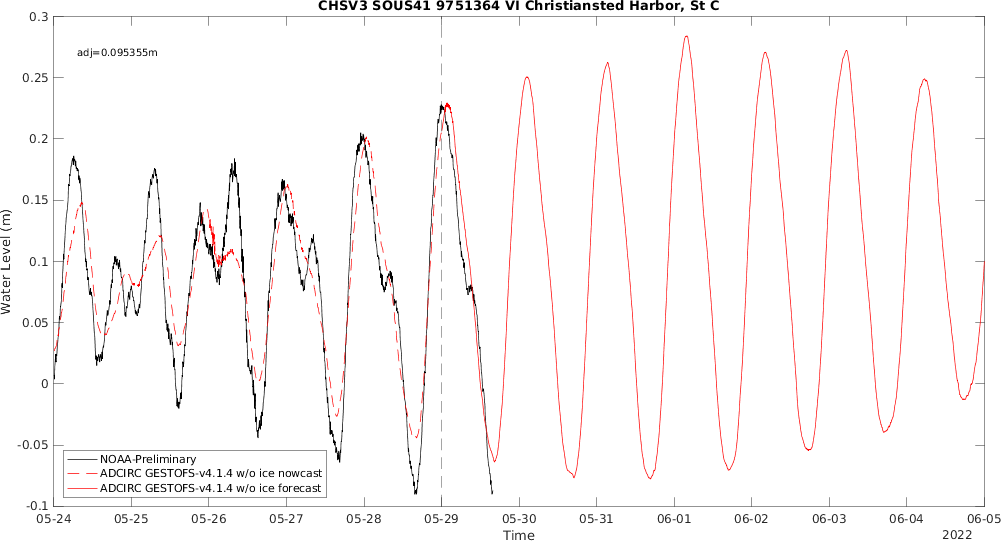 CHSV3 SOUS41 9751364 VI Christiansted Harbor, St C
0.3
adj=0.095355m
0.25
0.2
0.15
0.1
0.05
0
-0.05
-0.1
Water Level (m)
NOAA-Preliminary
ADCIRC GESTOFS-v4.1.4 w/o ice nowcast
ADCIRC GESTOFS-v4.1.4 w/o ice forecast
05-24 05-25 05-26 05-27 05-28 05-29 05-30 05-31 06-01 06-02 06-03 06-04 06-05
Time
2022